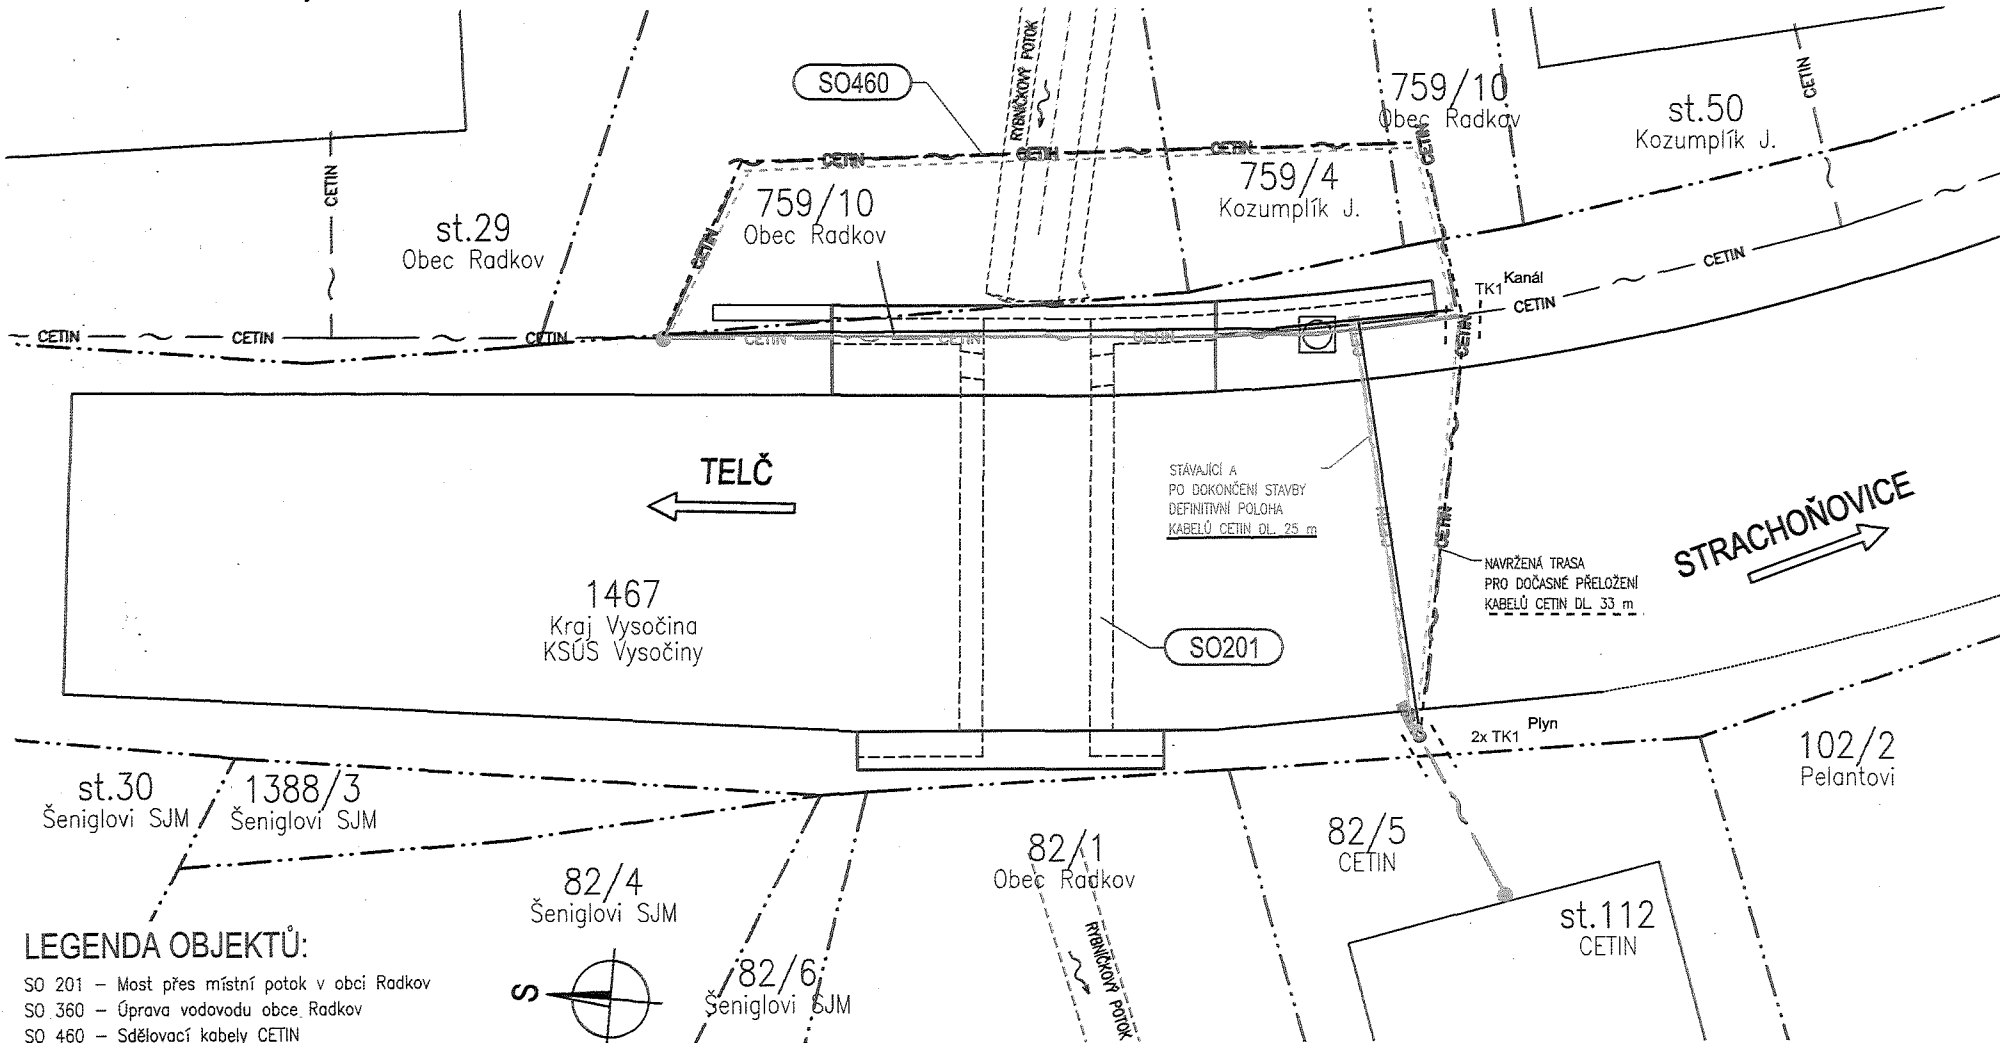 SO460
RYBNÍČKOVÝ POTOK
759/10
Obec Radkov
st.50
Kozumplík J.
CETIN
CETIN
CETIN
CETIN
CETIN
CETIN
759/10
Obec Radkov
759/4
Kozumplík J.
st.29
Obec Radkov
CETIN
CETIN
CETIN
TK1 Kanál
CETIN
CETIN
CETIN
CETIN
CETIN
CETIN
CETIN
CETIN
TELČ
STÁVAJÍCÍ A
PO DOKONČENÍ STAVBY
DEFINITIVNÍ POLOHA
KABELŮ CETIN DL. 25 m
CETIN
NAVRŽENÁ TRASA
PRO DOČASNÉ PŘELOŽENÍ
KABELŮ CETIN DL. 33 m
STRACHOŇOVICE
1467
Kraj Vysočina
KSÚS Vysočiny
SO201
2x TK1 Plyn
102/2
Pelantovi
st.30
Šeniglovi SJM
1388/3
Šeniglovi SJM
82/4
Šeniglovi SJM
82/1
Obec Radkov
82/5
CETIN
st.112
CETIN
82/6
Šeniglovi SJM
RYBNÍČKOVÝ POTOK
S
LEGENDA OBJEKTŮ:
SO 201 – Most přes místní potok v obci Radkov
SO 360 – Úprava vodovodu obce Radkov
SO 460 – Sdělovací kabely CETIN